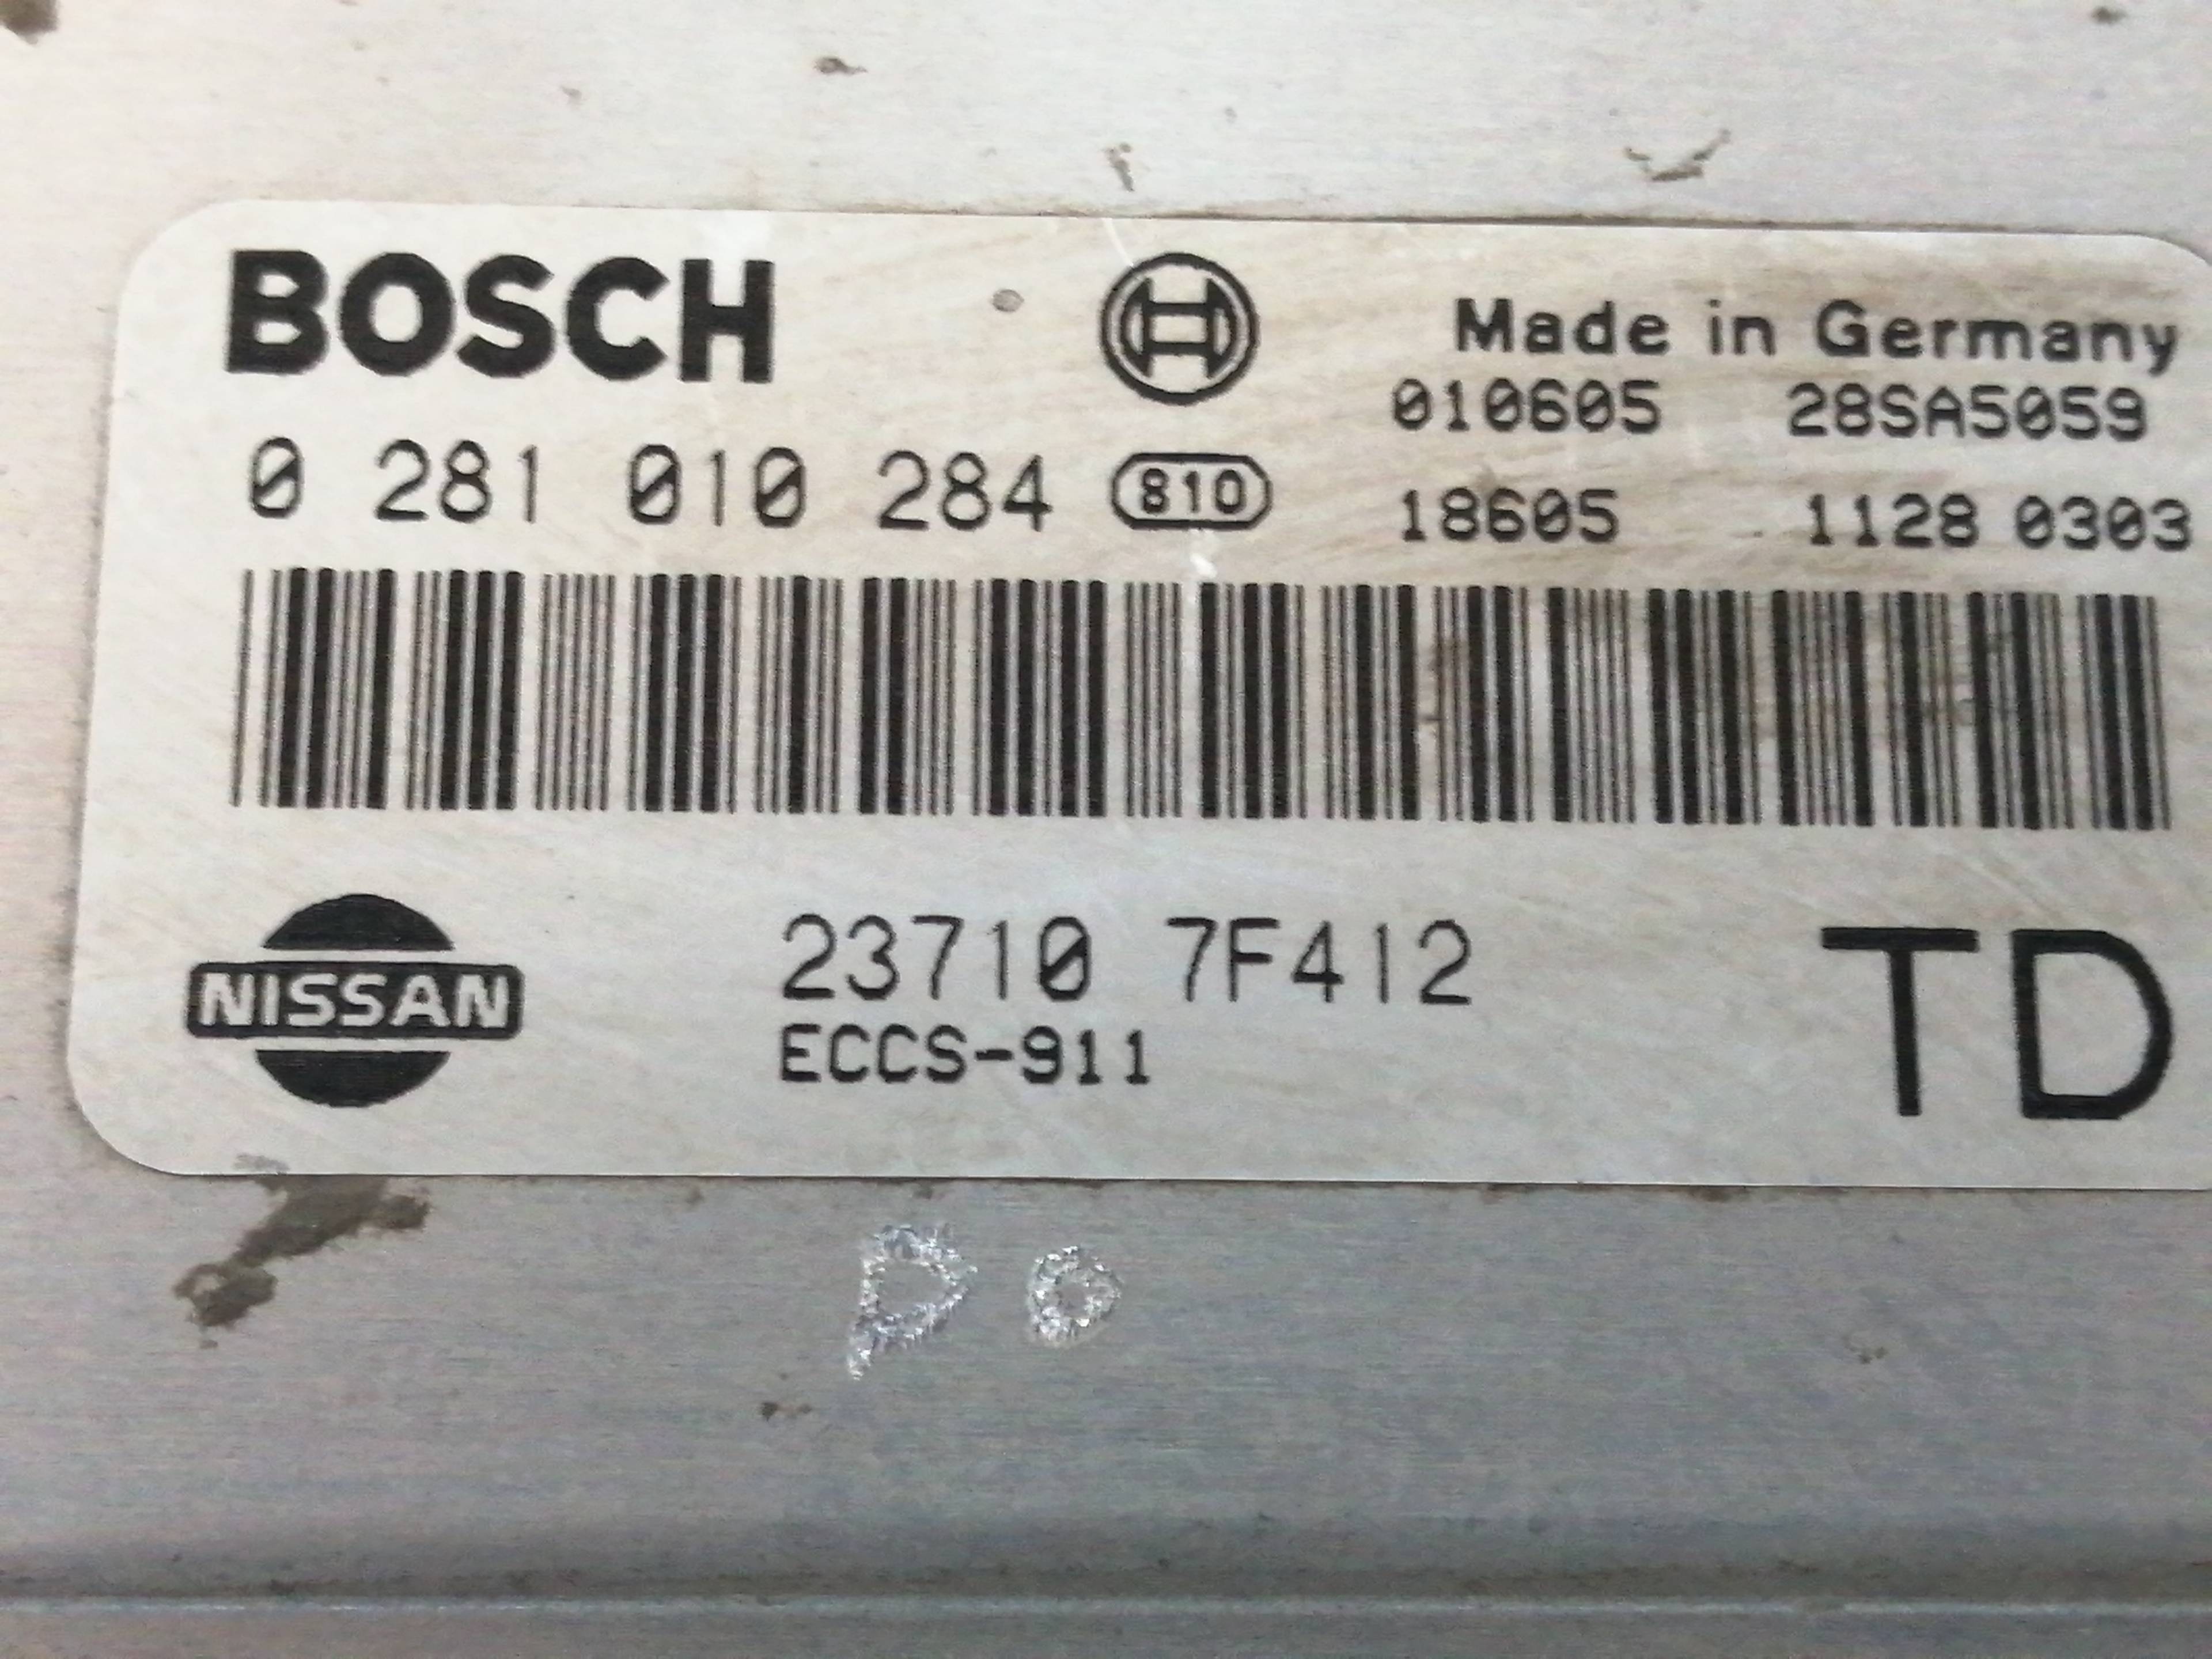 BOSCH
Made in Germany
010605 28SA5059
0 281 010 284 810 18605 1128 0303
NISSAN
23710 7F412
ECCS-911
TD